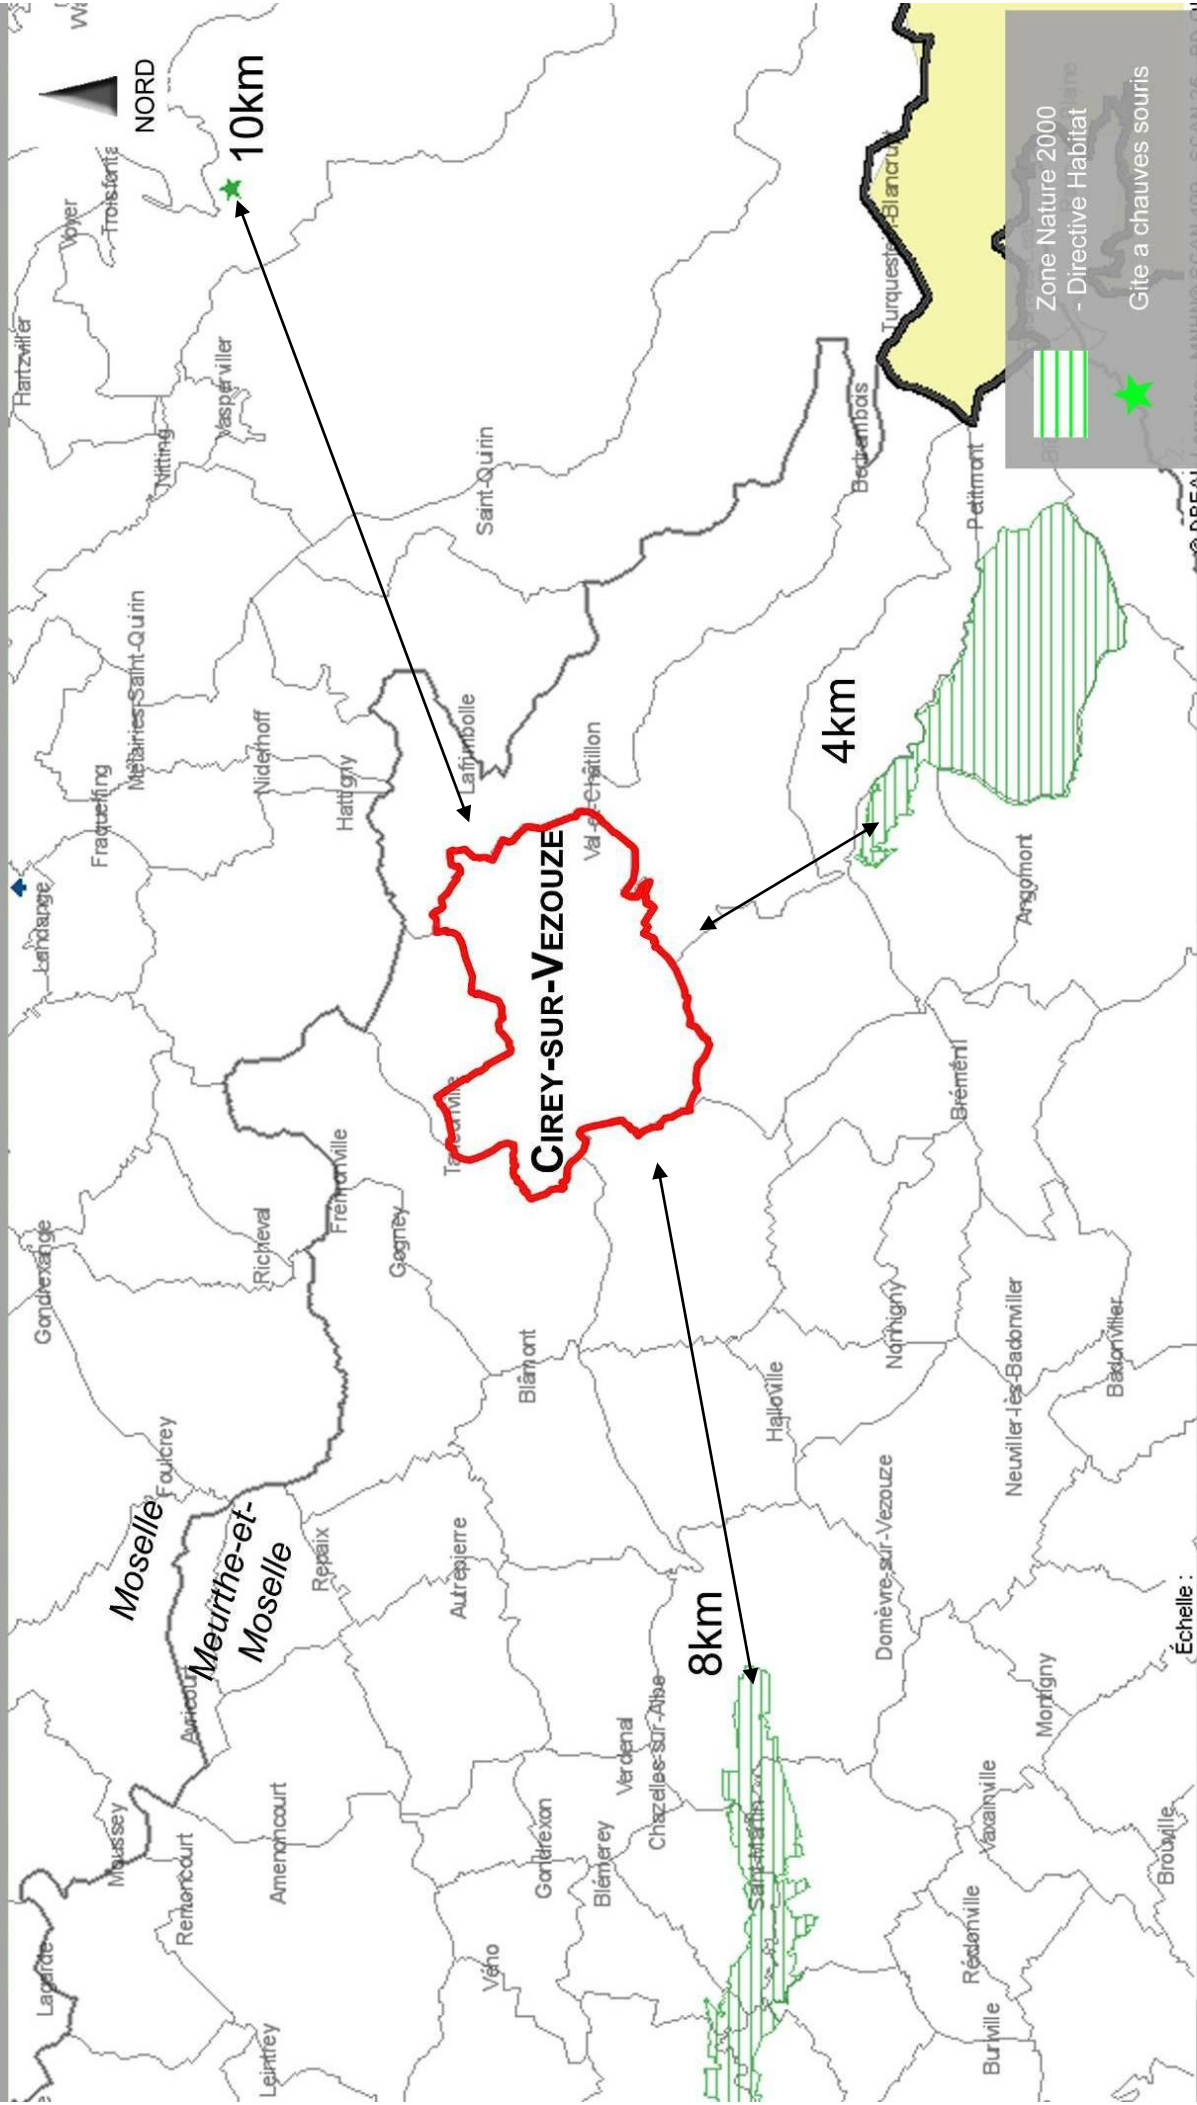 NORD
10km
Voyer
Hartzviller
Vasperviller
Nitting
Saint-Quirin
Turquestein-Blancrupt
Bertrambois
Petitmont
Zone Nature 2000
- Directive Habitat
Gite a chauves souris
Métairies-Saint-Quirin
Fraquelfing
Niderhoff
Hattigny
Lafrimbolle
Landange
Val-et-Châtillon
4km
Angomont
CIREY-SUR-VEZOUZE
Tanconville
Brémenil
Gondrexange
Richeval
Frémonville
Gogney
Blâmont
Halloville
Nonhigny
Neuviller-lès-Badonviller
Badonviller
Foulcrey
Moselle
Meurthe-et-
Moselle
Repaix
Autrepierre
8km
Domèvre-sur-Vezouze
Échelle :
Avricourt
Verdenal
Chazelles-sur-Albe
Montigny
Moussey
Remoncourt
Amenoncourt
Gondrexon
Blémerey
Saint-Martin
Vaxainville
Brouville
Lagarde
Leintrey
Vého
Réclonville
Buriville